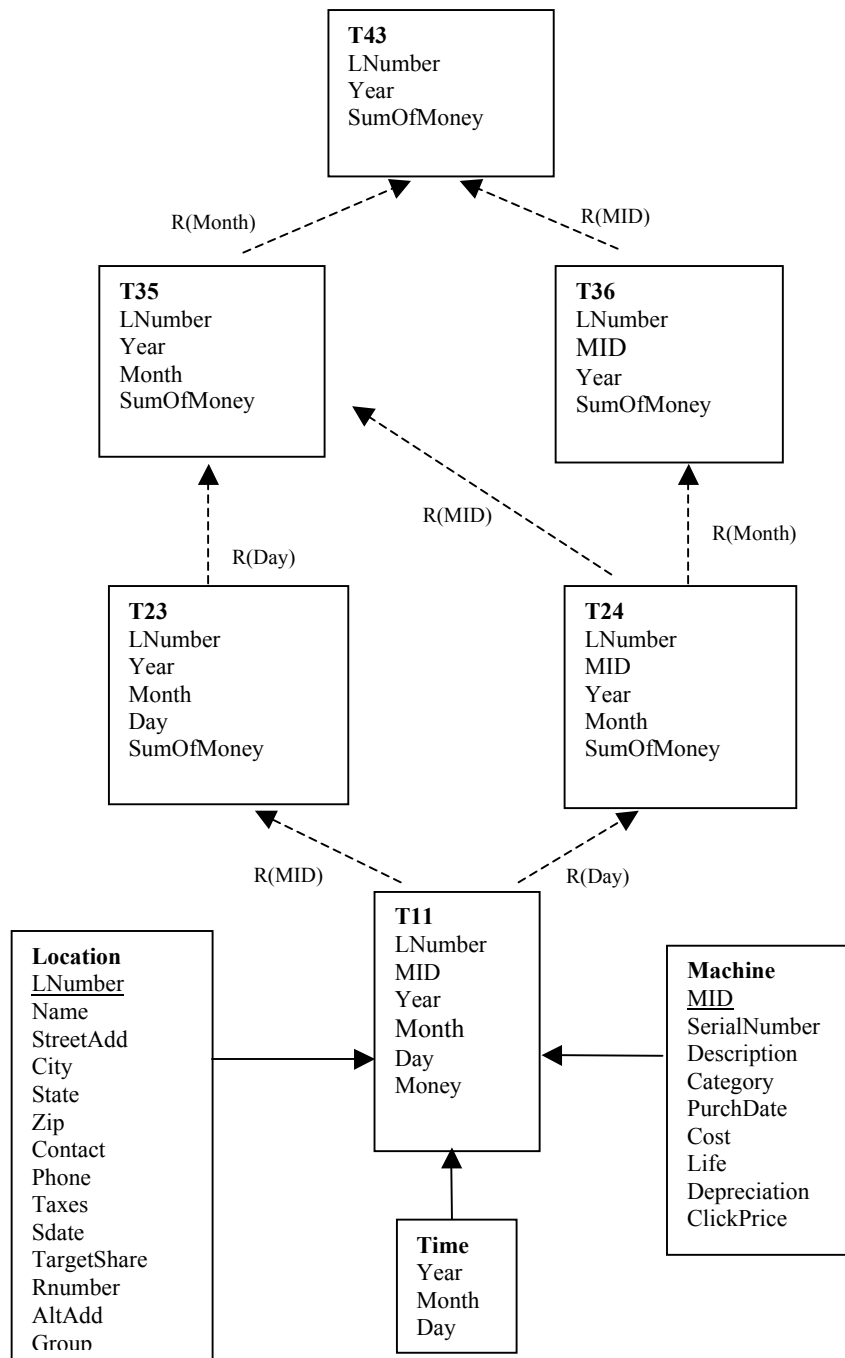 T43
LNumber
Year
SumOfMoney
R(Month)
R(MID)
T35
LNumber
Year
Month
SumOfMoney
T36
LNumber
MID
Year
SumOfMoney
R(MID)
R(Month)
R(Day)
T23
LNumber
Year
Month
Day
SumOfMoney
T24
LNumber
MID
Year
Month
SumOfMoney
R(MID)
R(Day)
T11
LNumber
MID
Year
Month
Day
Money
Location
LNumber
Name
StreetAdd
City
State
Zip
Contact
Phone
Taxes
Sdate
TargetShare
Rnumber
AltAdd
Group
Machine
MID
SerialNumber
Description
Category
PurchDate
Cost
Life
Depreciation
ClickPrice
Time
Year
Month
Day